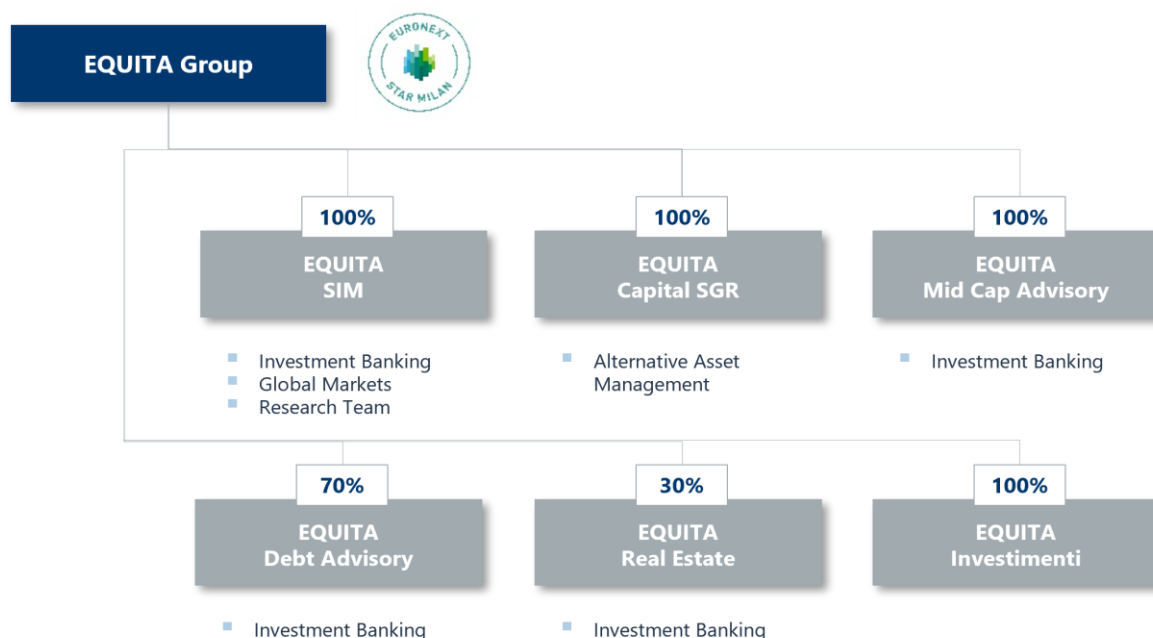 EQUITA Group
EURONEXT
STAR MILAN
100%
EQUITA
SIM
Investment Banking
Global Markets
Research Team
100%
EQUITA
Capital SGR
Alternative Asset
Management
100%
EQUITA
Mid Cap Advisory
Investment Banking
70%
EQUITA
Debt Advisory
Investment Banking
30%
EQUITA
Real Estate
Investment Banking
100%
EQUITA
Investimenti